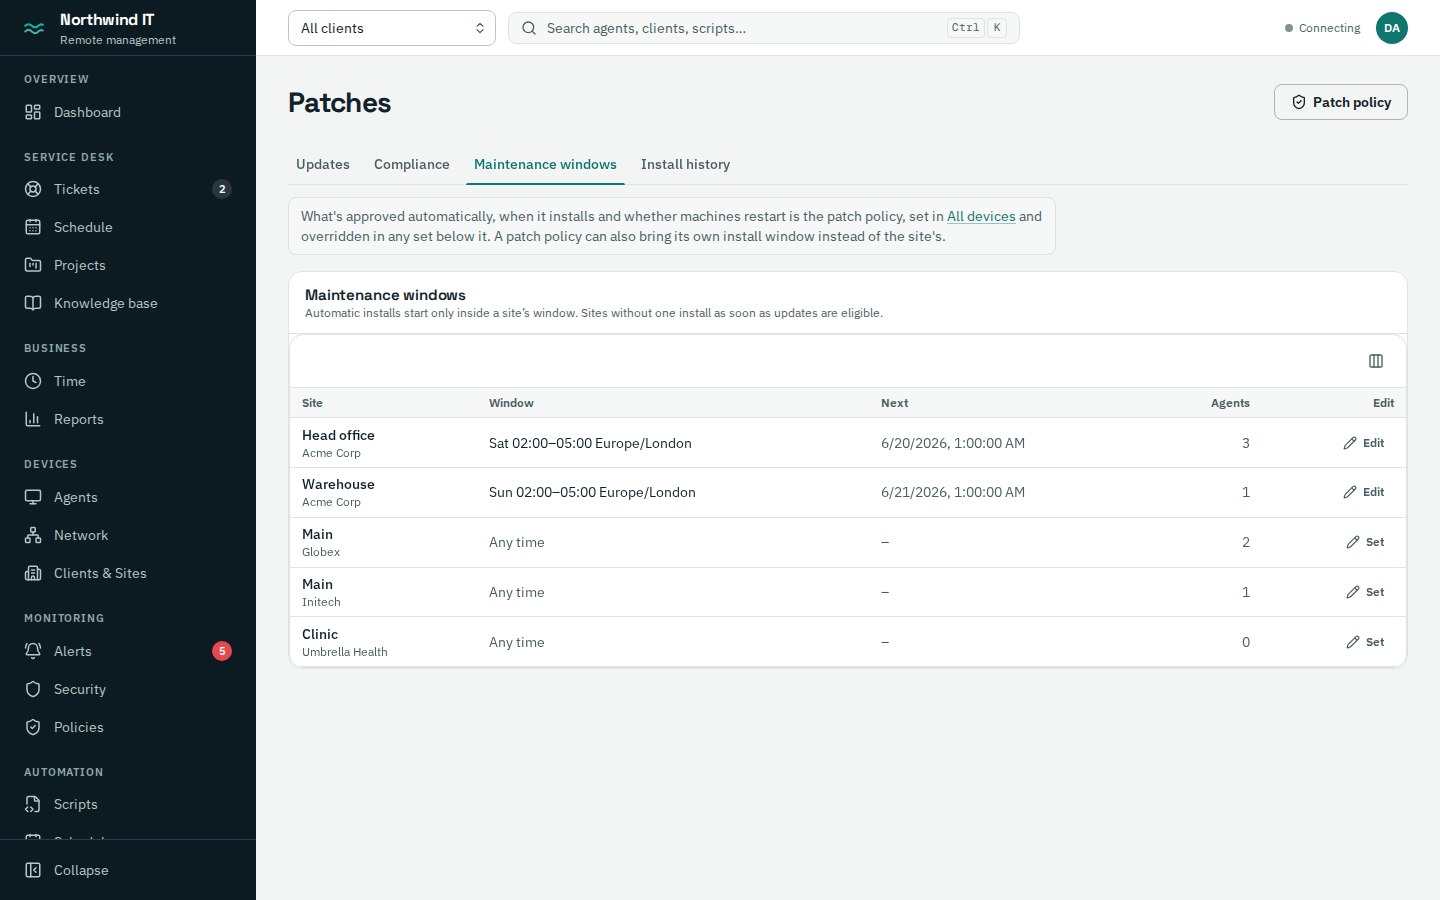 Northwind IT
Remote management
All clients
Search agents, clients, scripts...
Ctrl K
Connecting
DA
OVERVIEW
Dashboard
SERVICE DESK
Tickets 2
Schedule
Projects
Knowledge base
BUSINESS
Time
Reports
DEVICES
Agents
Network
Clients & Sites
MONITORING
Alerts 5
Security
Policies
AUTOMATION
Scripts
Collapse
Patches
Patch policy
Updates Compliance Maintenance windows Install history
What's approved automatically, when it installs and whether machines restart is the patch policy, set in All devices and
overridden in any set below it. A patch policy can also bring its own install window instead of the site's.
Maintenance windows
Automatic installs start only inside a site's window. Sites without one install as soon as updates are eligible.
Site Window Next Agents Edit
Head office
Acme Corp
Sat 02:00–05:00 Europe/London 6/20/2026, 1:00:00 AM 3 Edit
Warehouse
Acme Corp
Sun 02:00–05:00 Europe/London 6/21/2026, 1:00:00 AM 1 Edit
Main
Globex
Any time – 2 Set
Main
Initech
Any time – 1 Set
Clinic
Umbrella Health
Any time – 0 Set